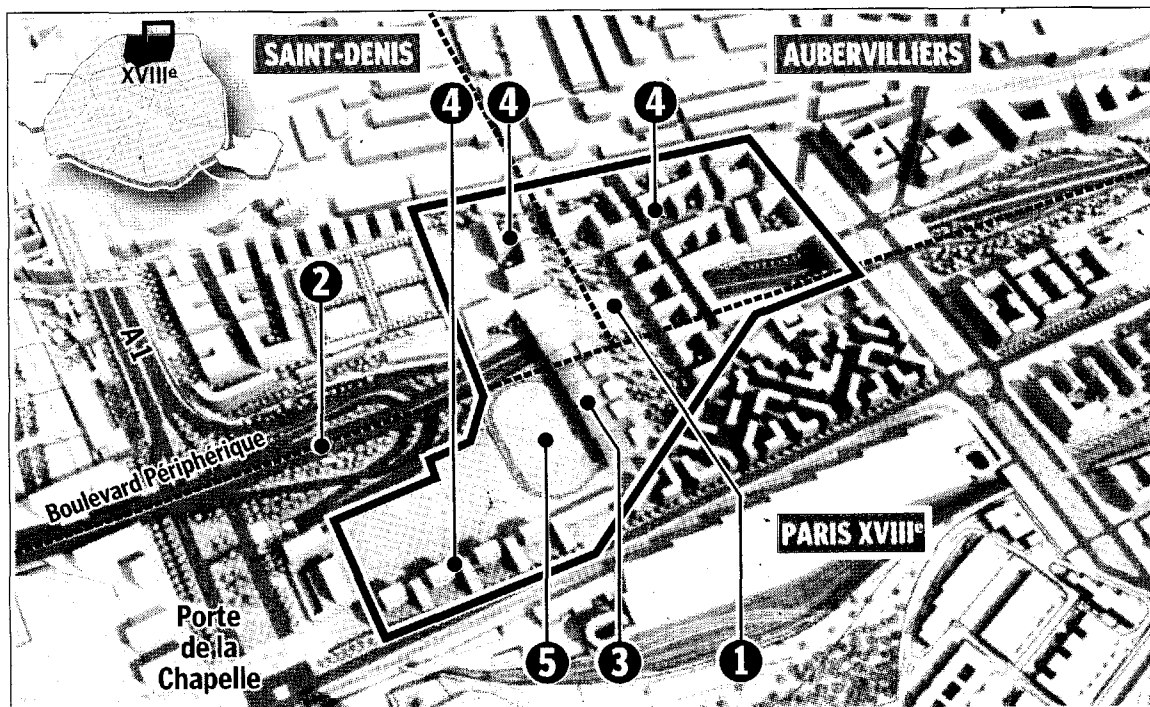 XVIIIe
SAINT-DENIS
AUBERVILLIERS
4
4
4
2
A1
Boulevard Périphérique
PARIS XVIIIe
Porte
de la
Chapelle
5
3
1